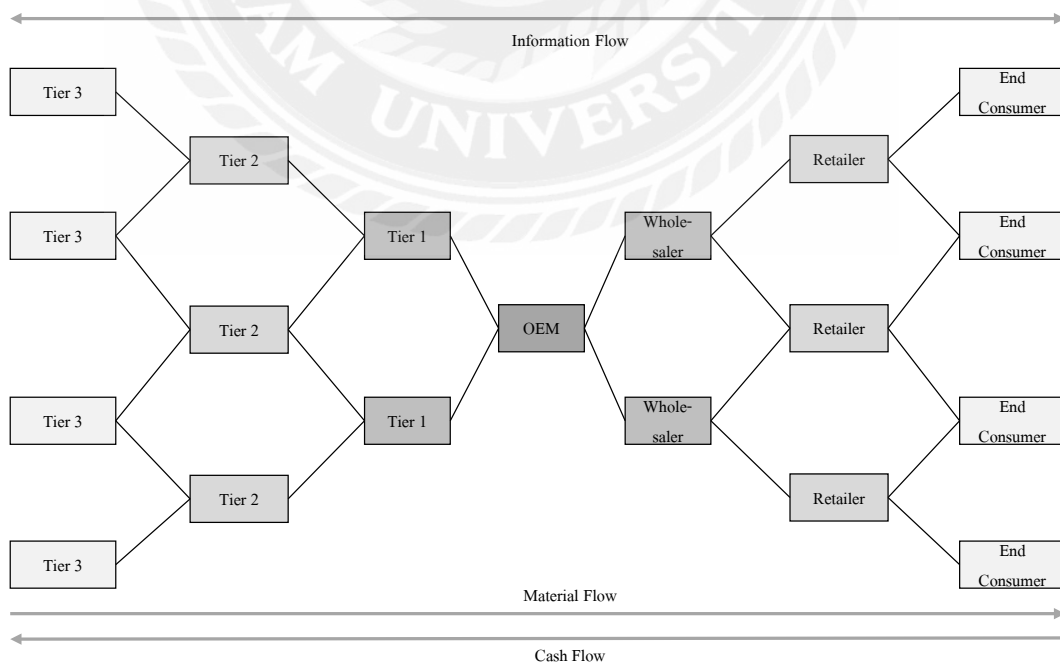 Information Flow
Tier 3
End
Consumer
Tier 2
Retailer
Tier 3
Tier 1
Whole-
saler
End
Consumer
Tier 2
OEM
Retailer
Tier 3
Tier 1
Whole-
saler
End
Consumer
Tier 2
Retailer
Tier 3
End
Consumer
Material Flow
Cash Flow